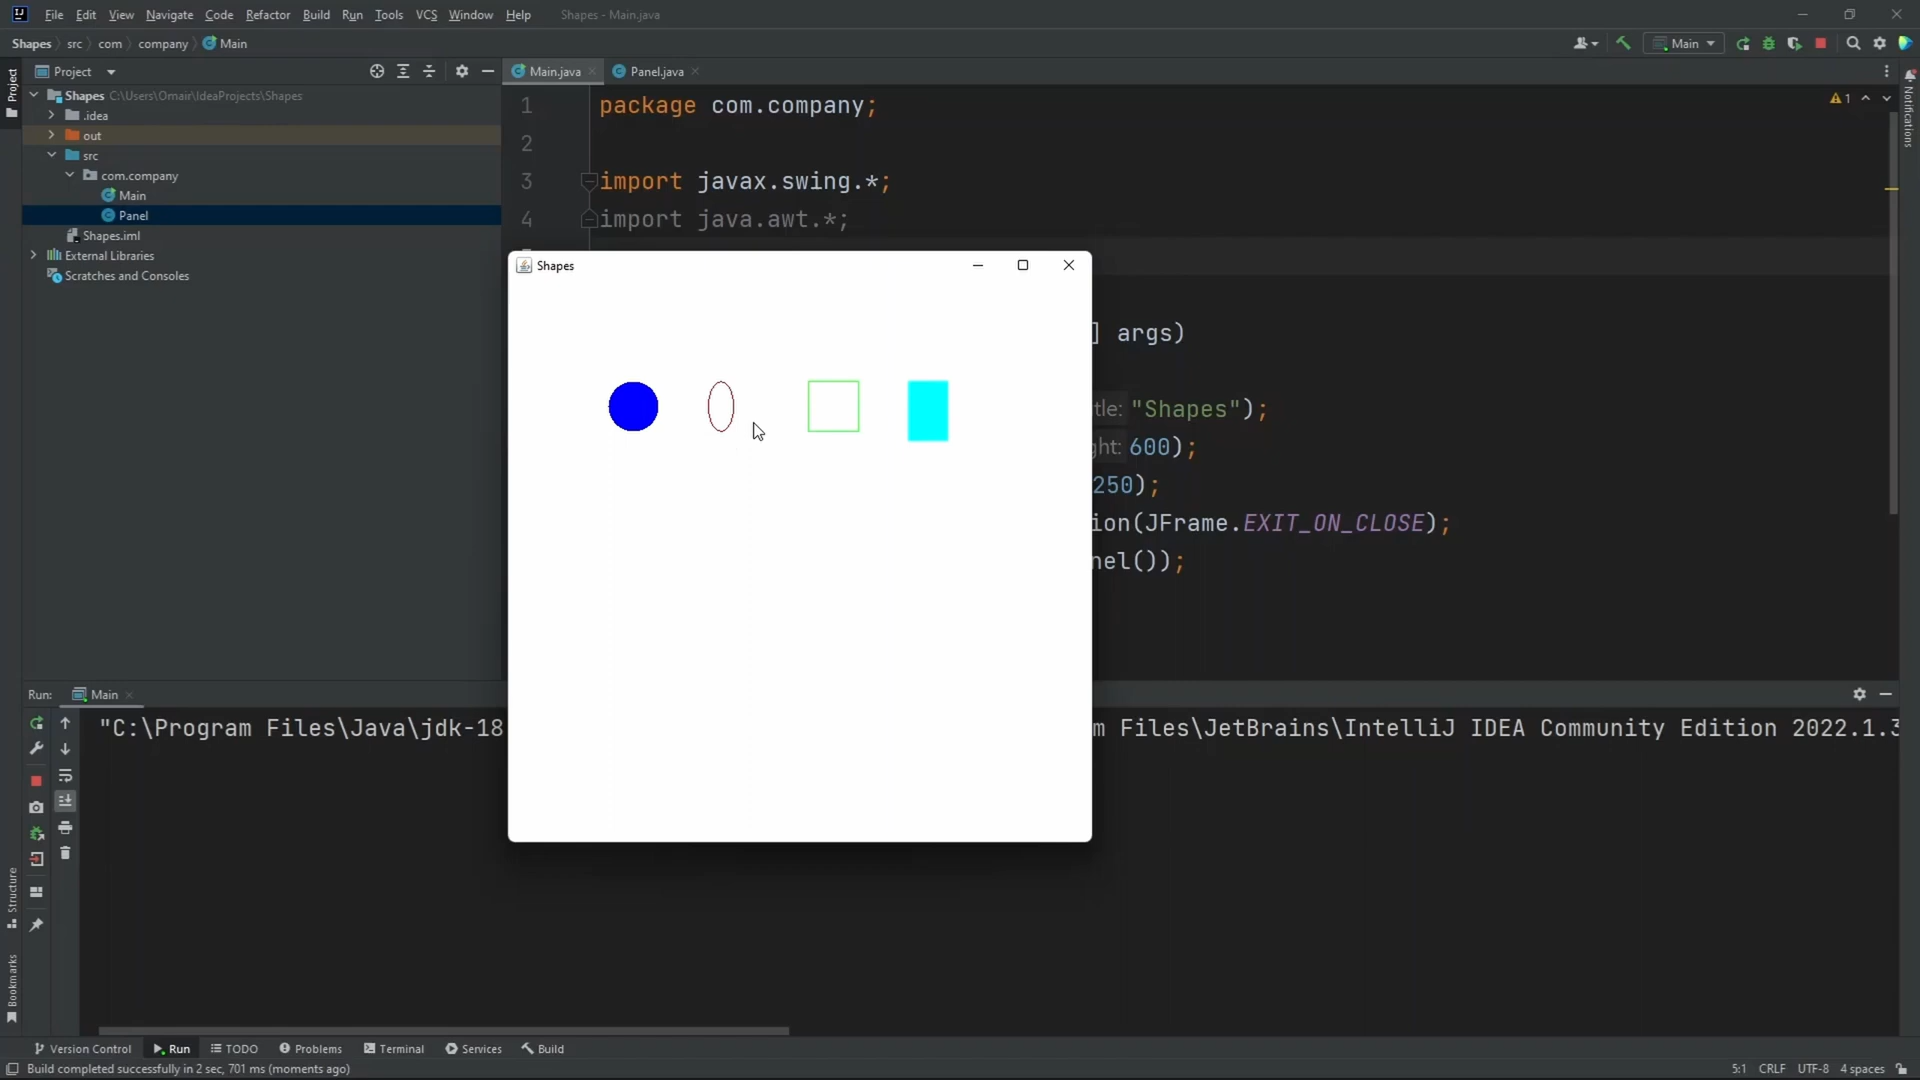 File Edit View Navigate Code Refactor Build Run Tools VCS Window Help Shapes - Main.java
Shapes src com company Main
Main
Project
Project
Main.java
Panel.java
Notifications
Shapes C:\Users\Omair\IdeaProjects\Shapes
.idea
out
src
com.company
Main
Panel
Shapes.iml
External Libraries
Scratches and Consoles
1 package com.company;
1
2
3 import javax.swing.*;
4 import java.awt.*;
Shapes
] args)
tle: "Shapes");
ght: 600);
250);
ion(JFrame.EXIT_ON_CLOSE);
nel());
Run: Main
"C:\Program Files\Java\jdk-18
m Files\JetBrains\IntelliJ IDEA Community Edition 2022.1.3
Structure
Bookmarks
Version Control Run TODO Problems Terminal Services Build
Build completed successfully in 2 sec, 701 ms (moments ago)
5:1 CRLF UTF-8 4 spaces